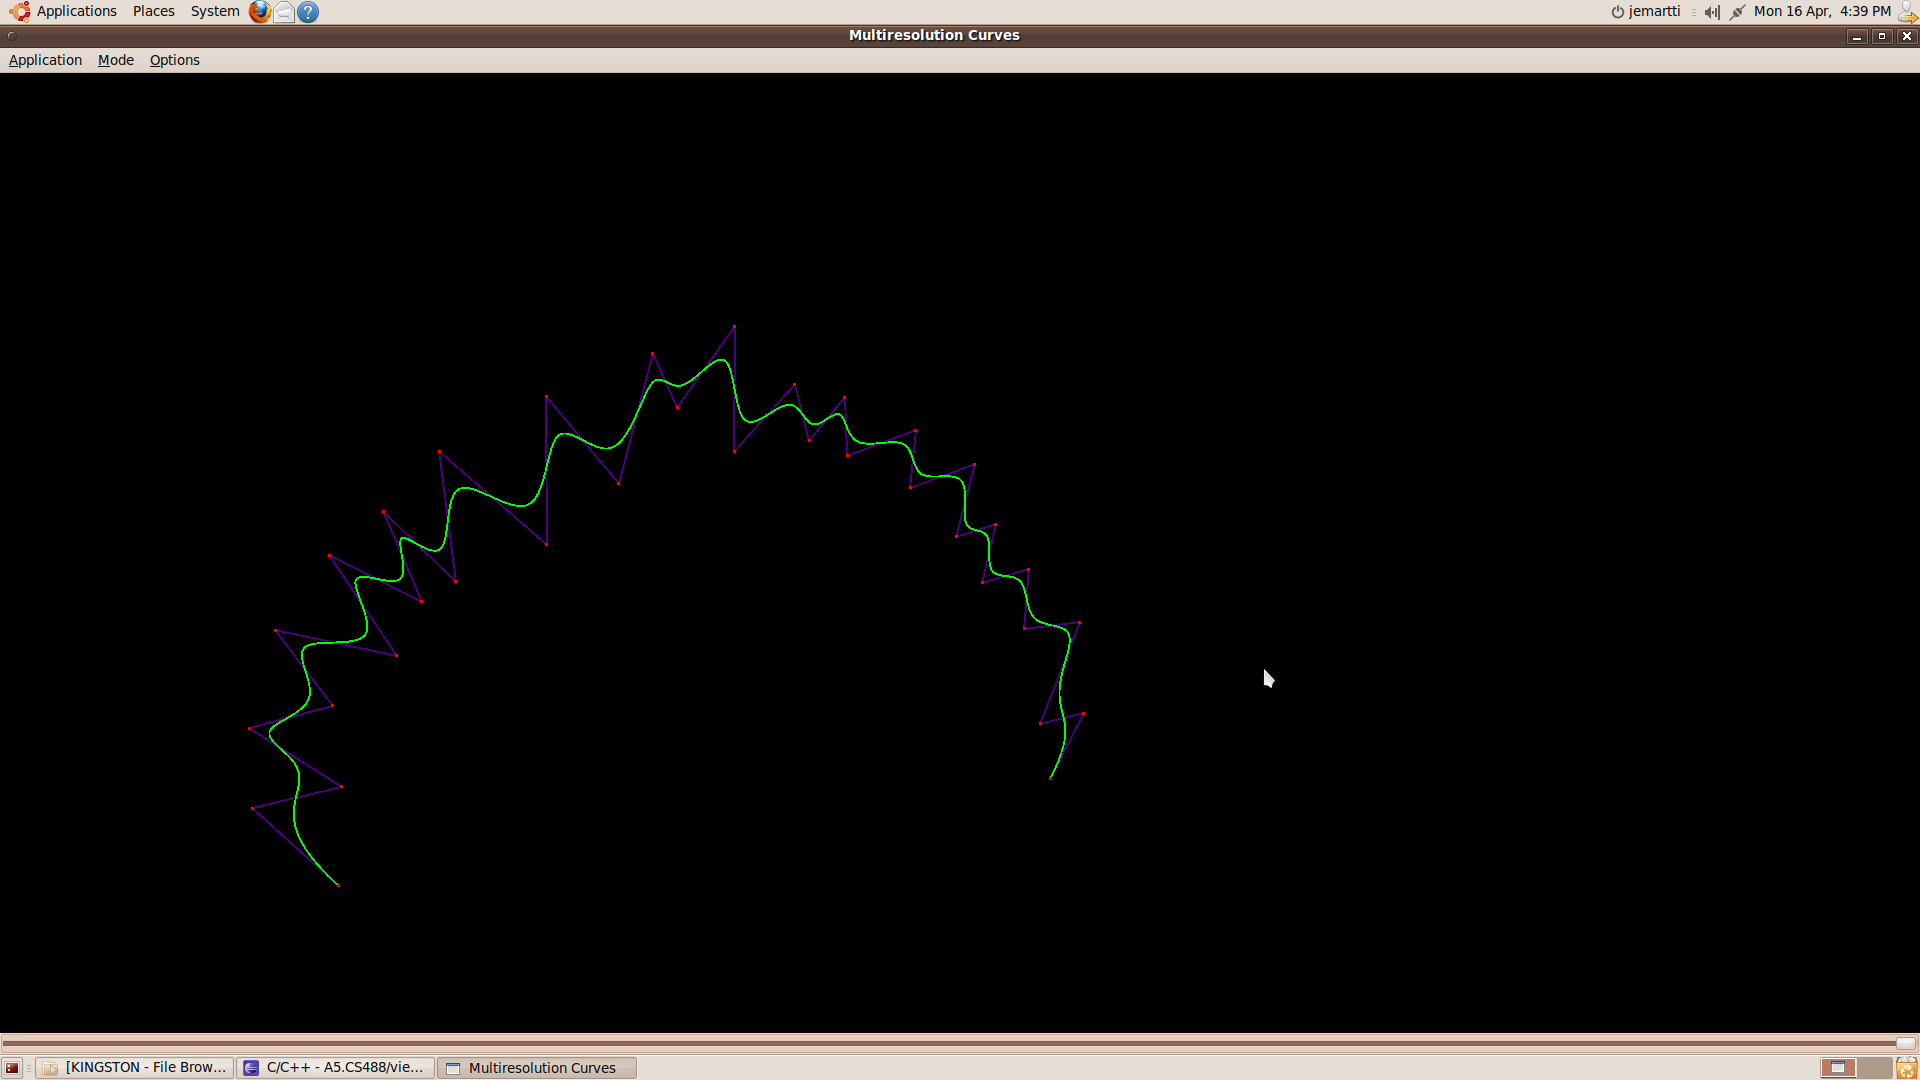 Applications Places System jemartti Mon 16 Apr, 4:39 PM
Multiresolution Curves
Application Mode Options
[KINGSTON - File Brow... C/C++ - A5.CS488/vie... Multiresolution Curves